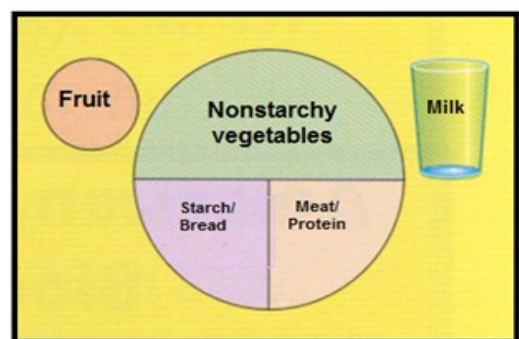 Fruit
Nonstarchy
vegetables
Milk
Starch/
Bread
Meat/
Protein